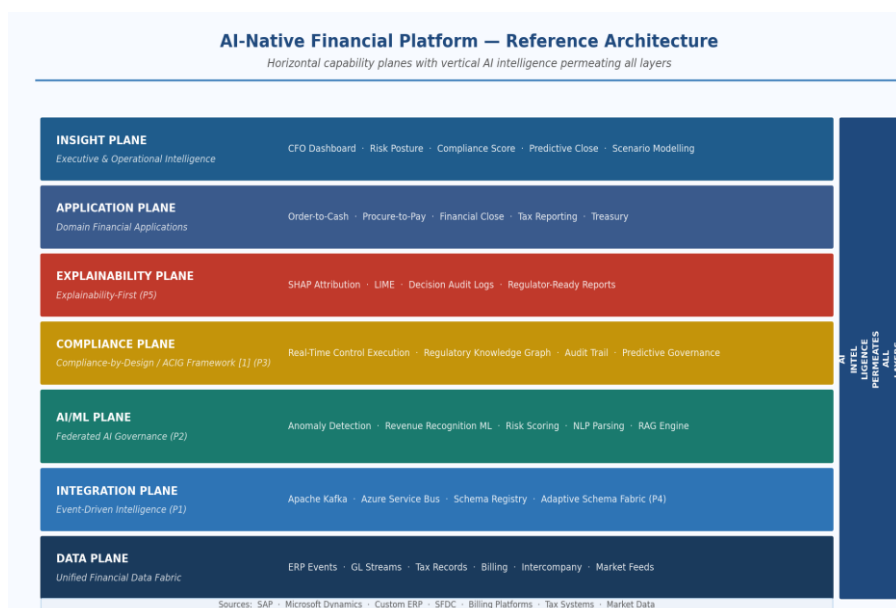 AI-Native Financial Platform — Reference Architecture
Horizontal capability planes with vertical AI intelligence permeating all layers
INSIGHT PLANE
Executive & Operational Intelligence
CFO Dashboard · Risk Posture · Compliance Score · Predictive Close · Scenario Modelling
APPLICATION PLANE
Domain Financial Applications
Order-to-Cash · Procure-to-Pay · Financial Close · Tax Reporting · Treasury
EXPLAINABILITY PLANE
Explainability-First (P5)
SHAP Attribution · LIME · Decision Audit Logs · Regulator-Ready Reports
COMPLIANCE PLANE
Compliance-by-Design / ACIG Framework [1] (P3)
Real-Time Control Execution · Regulatory Knowledge Graph · Audit Trail · Predictive Governance
AI/ML PLANE
Federated AI Governance (P2)
Anomaly Detection · Revenue Recognition ML · Risk Scoring · NLP Parsing · RAG Engine
INTEGRATION PLANE
Event-Driven Intelligence (P1)
Apache Kafka · Azure Service Bus · Schema Registry · Adaptive Schema Fabric (P4)
DATA PLANE
Unified Financial Data Fabric
ERP Events · GL Streams · Tax Records · Billing · Intercompany · Market Feeds
Sources: SAP · Microsoft Dynamics · Custom ERP · SFDC · Billing Platforms · Tax Systems · Market Data
AI
INTEL
LIGENCE
PERMEATES
ALL